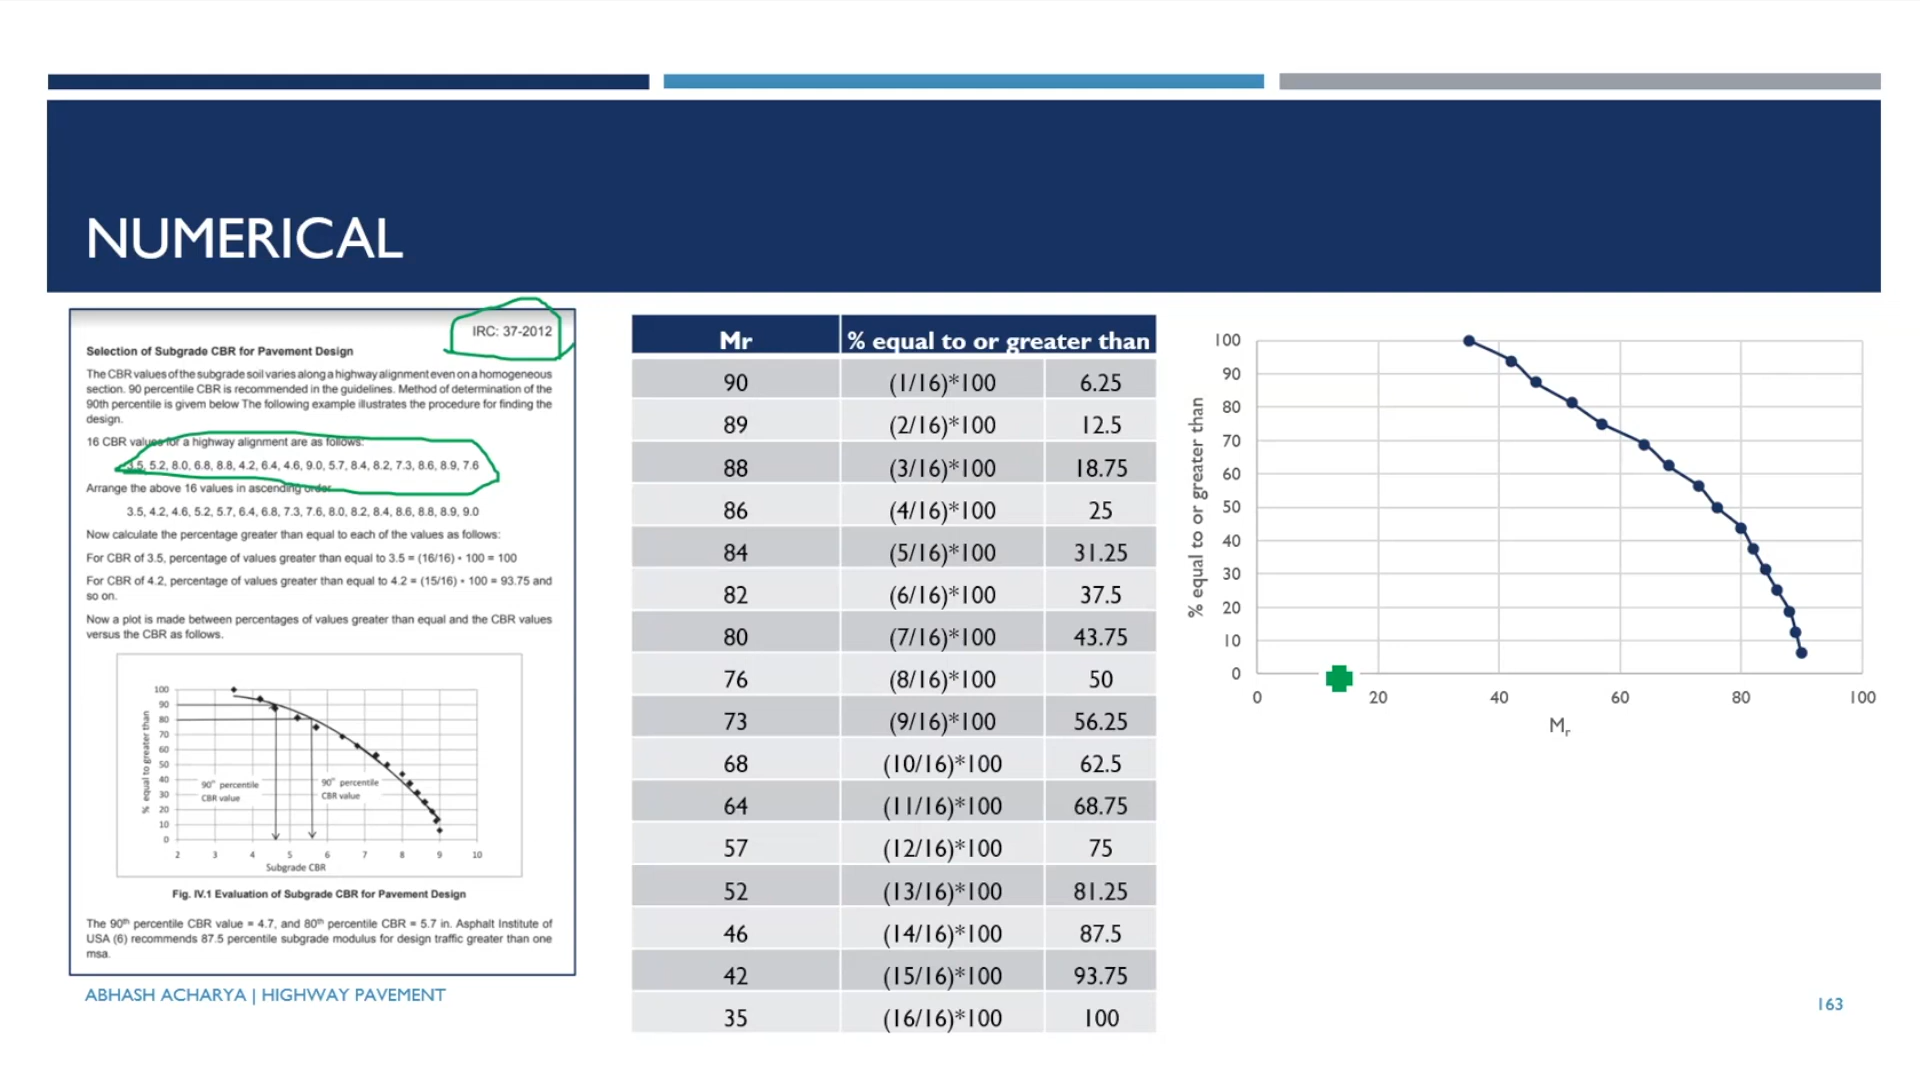 NUMERICAL
IRC: 37-2012
Selection of Subgrade CBR for Pavement Design
The CBR values of the subgrade soil varies along a highway alignment even on a homogeneous
section. 90 percentile CBR is recommended in the guidelines. Method of determination of the
90th percentile is givem below The following example illustrates the procedure for finding the
design.
16 CBR values for a highway alignment are as follows:
3.5, 5.2, 8.0, 6.8, 8.8, 4.2, 6.4, 4.6, 9.0, 5.7, 8.4, 8.2, 7.3, 8.6, 8.9, 7.6
Arrange the above 16 values in ascending order
3.5, 4.2, 4.6, 5.2, 5.7, 6.4, 6.8, 7.3, 7.6, 8.0, 8.2, 8.4, 8.6, 8.8, 8.9, 9.0
Now calculate the percentage greater than equal to each of the values as follows:
For CBR of 3.5, percentage of values greater than equal to 3.5 = (16/16) * 100 = 100
For CBR of 4.2, percentage of values greater than equal to 4.2 = (15/16) * 100 = 93.75 and
so on.
Now a plot is made between percentages of values greater than equal and the CBR values
versus the CBR as follows.
% equal to greater than
100
90
80
70
60
50
40
30
20
10
0
90th percentile
CBR value
90th percentile
CBR value
2 3 4 5 6 7 8 9 10
Subgrade CBR
Fig. IV.1 Evaluation of Subgrade CBR for Pavement Design
The 90th percentile CBR value = 4.7, and 80th percentile CBR = 5.7 in. Asphalt Institute of
USA (6) recommends 87.5 percentile subgrade modulus for design traffic greater than one
msa.
Mr % equal to or greater than
90 (1/16)*100 6.25
89 (2/16)*100 12.5
88 (3/16)*100 18.75
86 (4/16)*100 25
84 (5/16)*100 31.25
82 (6/16)*100 37.5
80 (7/16)*100 43.75
76 (8/16)*100 50
73 (9/16)*100 56.25
68 (10/16)*100 62.5
64 (11/16)*100 68.75
57 (12/16)*100 75
52 (13/16)*100 81.25
46 (14/16)*100 87.5
42 (15/16)*100 93.75
35 (16/16)*100 100
% equal to or greater than
100
90
80
70
60
50
40
30
20
10
0
0 20 40 60 80 100
Mr
ABHASH ACHARYA | HIGHWAY PAVEMENT
163